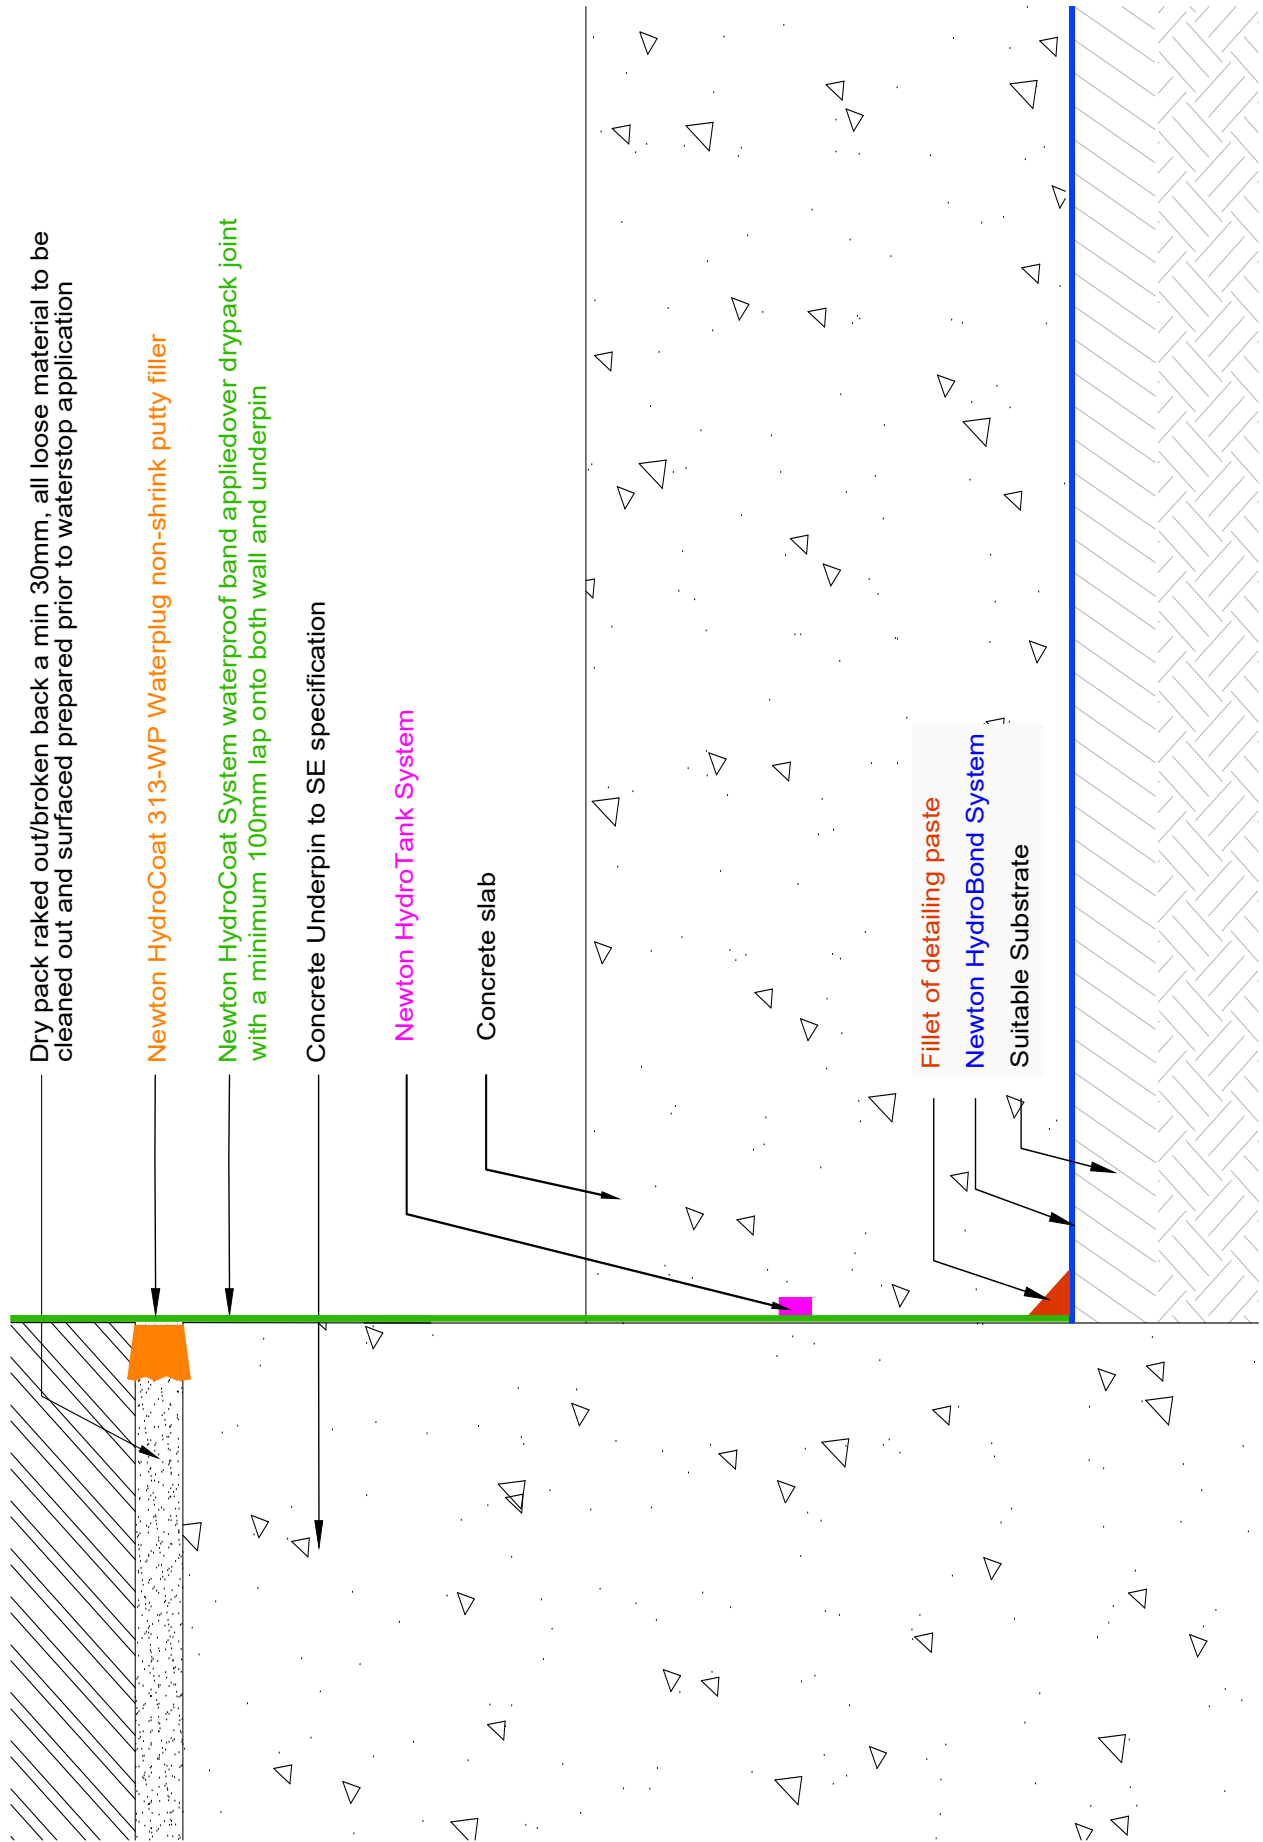 Dry pack raked out/broken back a min 30mm, all loose material to be
cleaned out and surfaced prepared prior to waterstop application
Newton HydroCoat 313-WP Waterplug non-shrink putty filler
Newton HydroCoat System waterproof band appliedover drypack joint
with a minimum 100mm lap onto both wall and underpin
Concrete Underpin to SE specification
Newton HydroTank System
Concrete slab
Fillet of detailing paste
Newton HydroBond System
Suitable Substrate